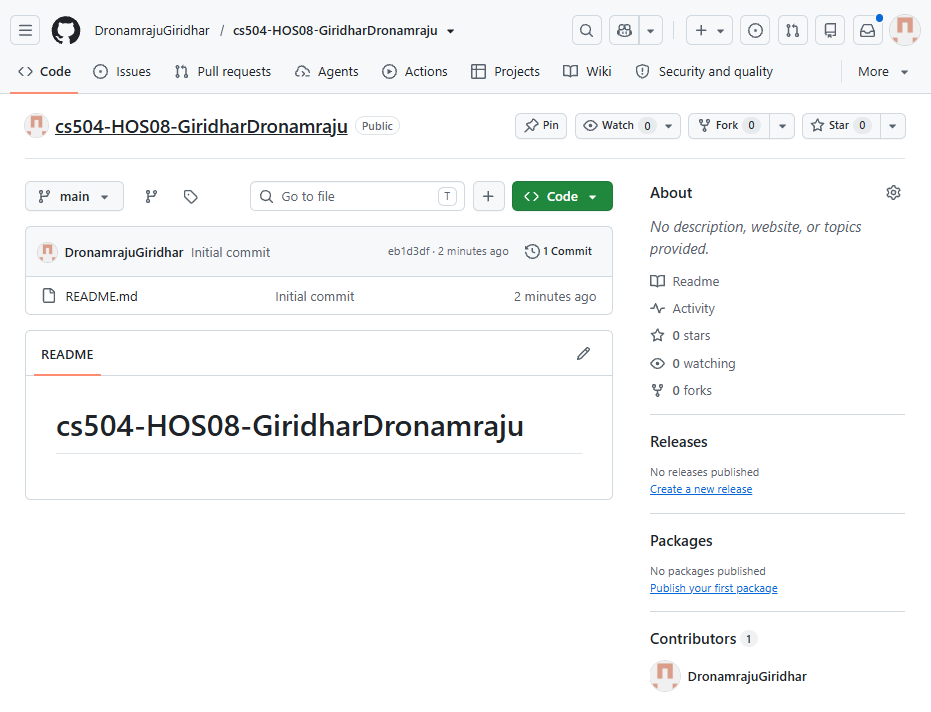 DronamrajuGiridhar / cs504-HOS08-GiridharDronamraju
Code Issues Pull requests Agents Actions Projects Wiki Security and quality More
cs504-HOS08-GiridharDronamraju Public Pin Watch 0 Fork 0 Star 0
main Go to file T Code
DronamrajuGiridhar Initial commit eb1d3df · 2 minutes ago 1 Commit
README.md Initial commit 2 minutes ago
README
cs504-HOS08-GiridharDronamraju
About
No description, website, or topics
provided.
Readme
Activity
0 stars
0 watching
0 forks
Releases
No releases published
Create a new release
Packages
No packages published
Publish your first package
Contributors 1
DronamrajuGiridhar